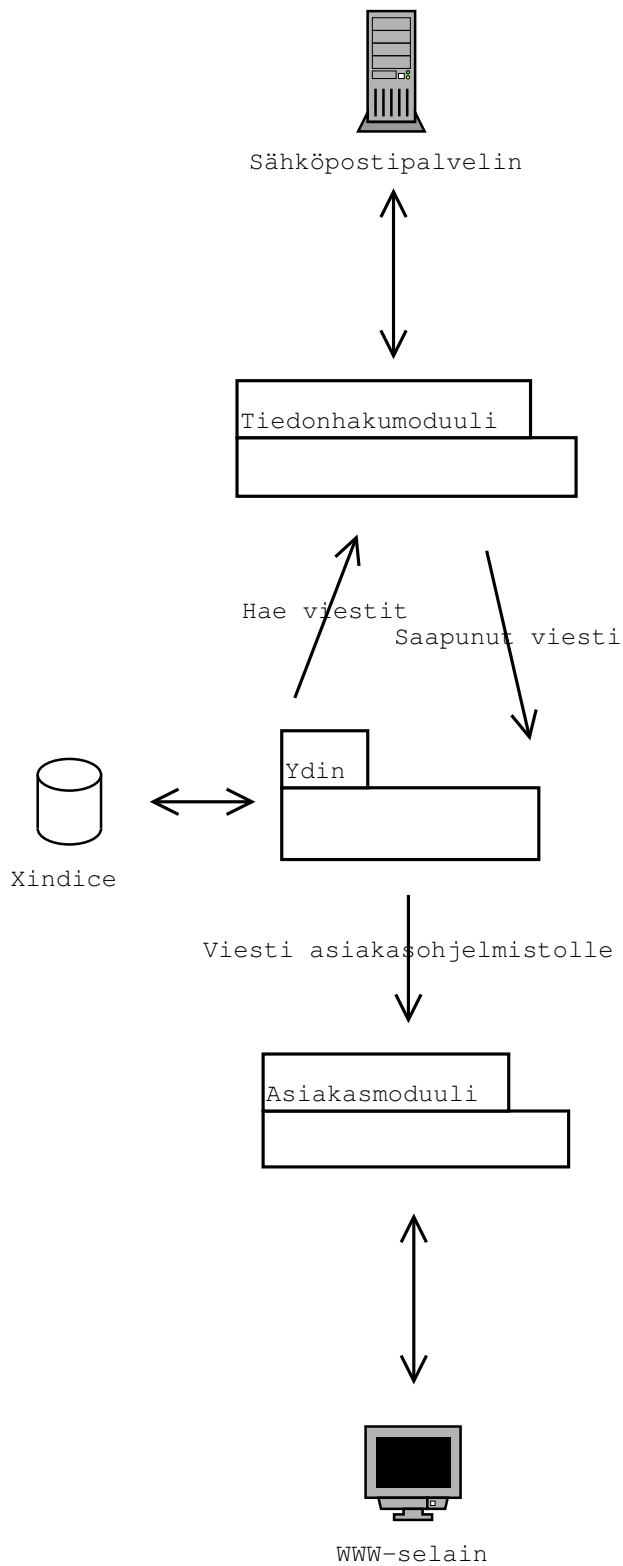 Sähköpostipalvelin
Tiedonhakumoduuli
Hae viestit
Saapunut viesti
Ydin
Xindice
Viesti asiakasohjelmistolle
Asiakasmoduuli
WWW-selain